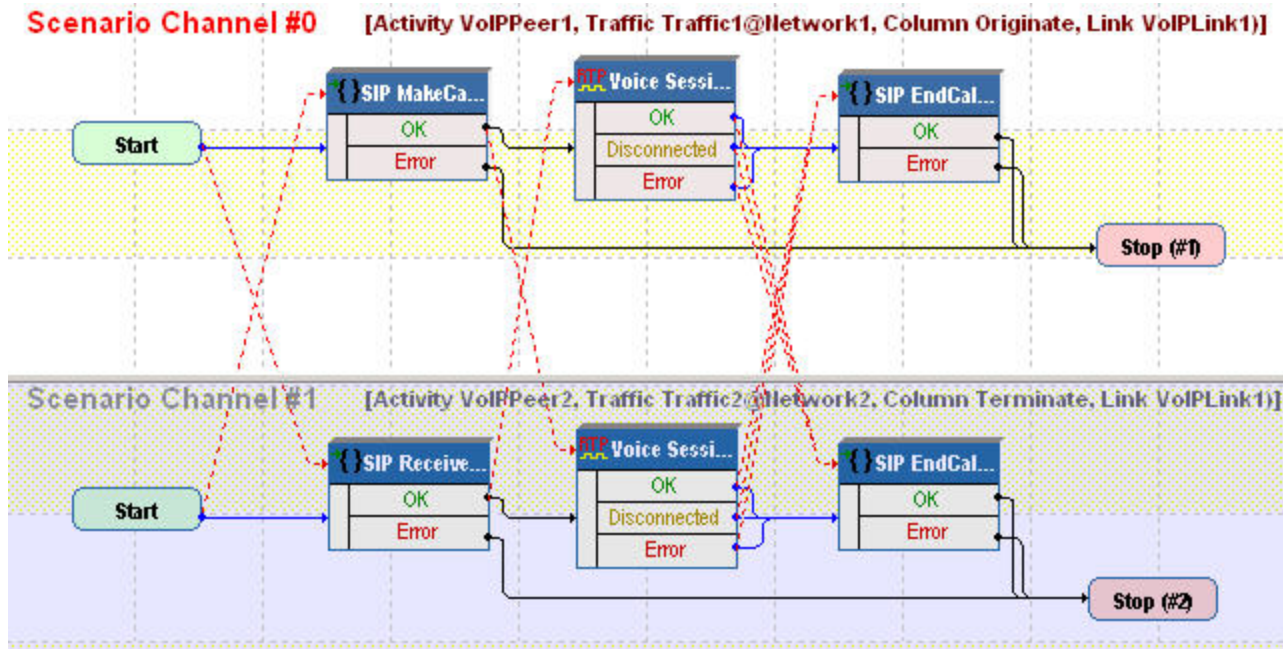 Scenario Channel #0 [Activity VoIPPeer1, Traffic Traffic1@Network1, Column Originate, Link VoIPLink1)]
Start
{}SIP MakeCa...
OK
Error
RTP Voice Sessi...
OK
Disconnected
Error
{}SIP EndCal...
OK
Error
Stop (#1)
Scenario Channel #1 [Activity VoIPPeer2, Traffic Traffic2@Network2, Column Terminate, Link VoIPLink1)]
Start
{}SIP Receive...
OK
Error
RTP Voice Sessi...
OK
Disconnected
Error
{}SIP EndCal...
OK
Error
Stop (#2)